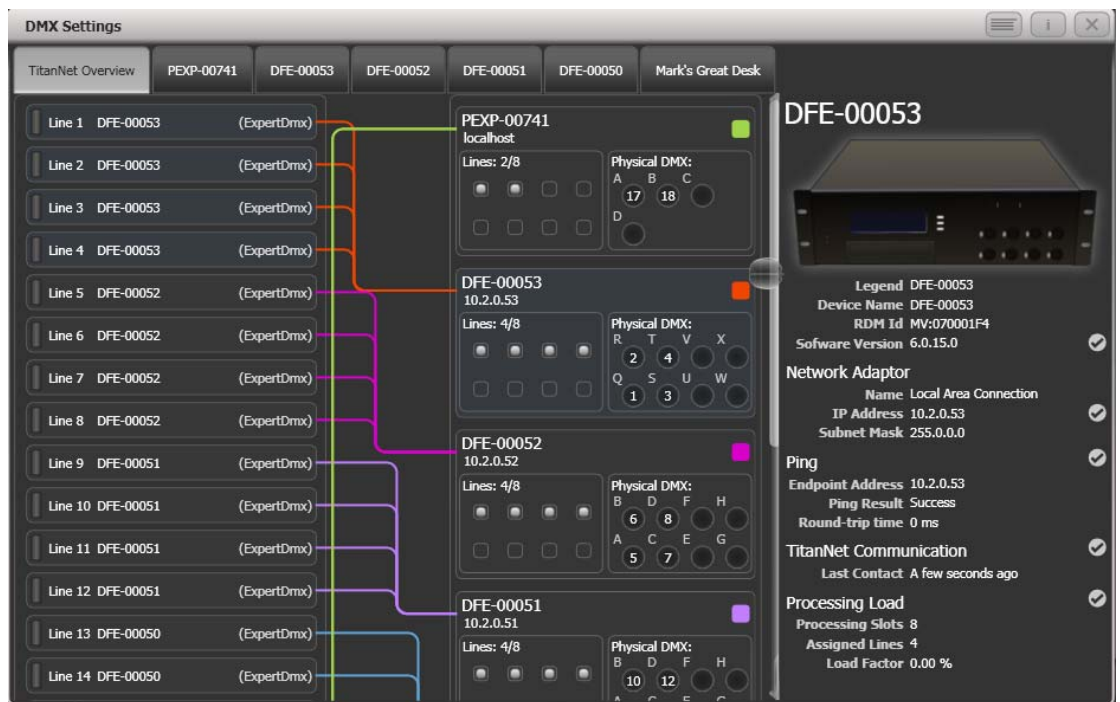 DMX Settings
i
TitanNet Overview PEXP-00741 DFE-00053 DFE-00052 DFE-00051 DFE-00050 Mark's Great Desk
Line 1 DFE-00053 (ExpertDmx)
Line 2 DFE-00053 (ExpertDmx)
Line 3 DFE-00053 (ExpertDmx)
Line 4 DFE-00053 (ExpertDmx)
Line 5 DFE-00052 (ExpertDmx)
Line 6 DFE-00052 (ExpertDmx)
Line 7 DFE-00052 (ExpertDmx)
Line 8 DFE-00052 (ExpertDmx)
Line 9 DFE-00051 (ExpertDmx)
Line 10 DFE-00051 (ExpertDmx)
Line 11 DFE-00051 (ExpertDmx)
Line 12 DFE-00051 (ExpertDmx)
Line 13 DFE-00050 (ExpertDmx)
Line 14 DFE-00050 (ExpertDmx)
PEXP-00741
localhost
Lines: 2/8
Physical DMX:
A B C
17 18
D
DFE-00053
10.2.0.53
Lines: 4/8
Physical DMX:
R T V X
2 4
Q S U W
1 3
DFE-00052
10.2.0.52
Lines: 4/8
Physical DMX:
B D F H
6 8
A C E G
5 7
DFE-00051
10.2.0.51
Lines: 4/8
Physical DMX:
B D F H
10 12
DFE-00053
Legend DFE-00053
Device Name DFE-00053
RDM Id MV:070001F4
Sofware Version 6.0.15.0
Network Adaptor
Name Local Area Connection
IP Address 10.2.0.53
Subnet Mask 255.0.0.0
Ping
Endpoint Address 10.2.0.53
Ping Result Success
Round-trip time 0 ms
TitanNet Communication
Last Contact A few seconds ago
Processing Load
Processing Slots 8
Assigned Lines 4
Load Factor 0.00 %